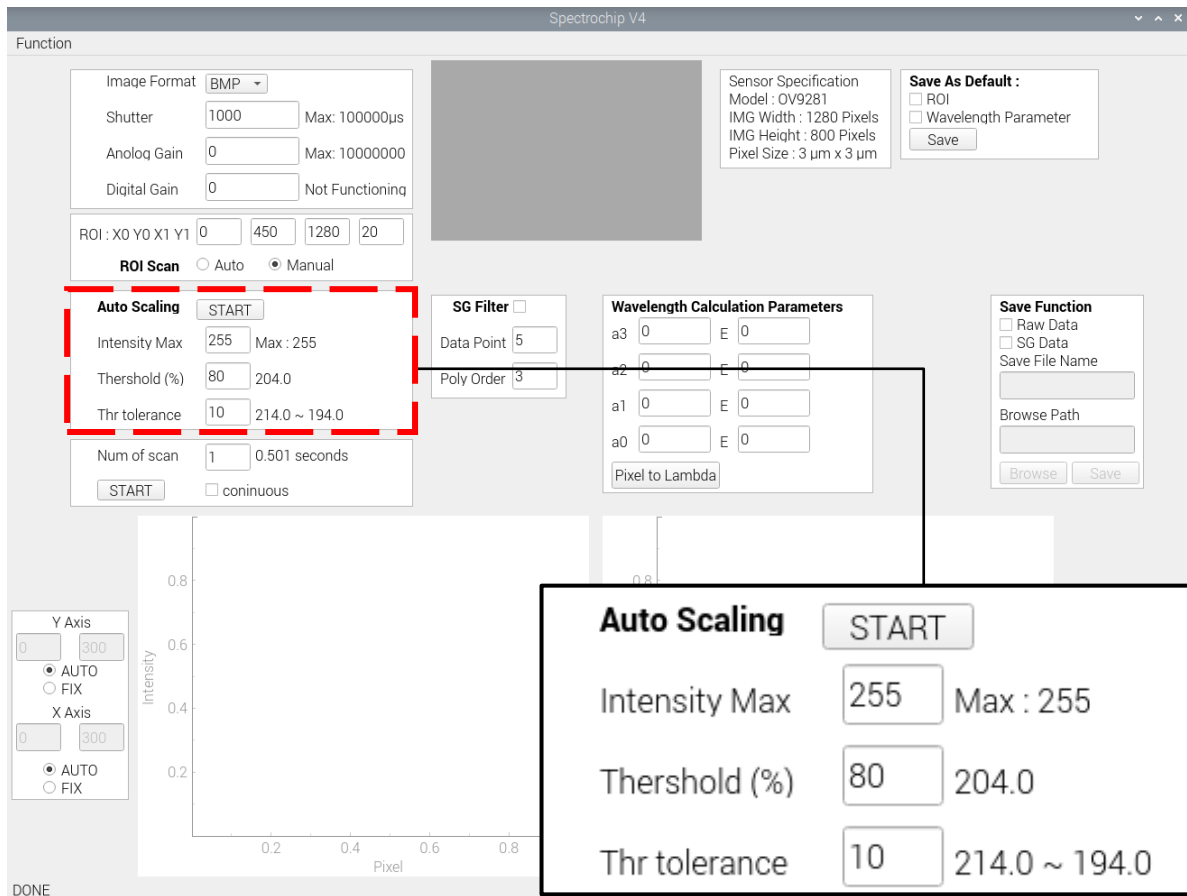 Spectrochip V4
Function
Image Format BMP
Shutter 1000 Max: 100000µs
Anolog Gain 0 Max: 10000000
Digital Gain 0 Not Functioning
ROI : X0 Y0 X1 Y1 0 450 1280 20
ROI Scan Auto Manual
Sensor Specification
Model : OV9281
IMG Width : 1280 Pixels
IMG Height : 800 Pixels
Pixel Size : 3 µm x 3 µm
Save As Default :
ROI
Wavelength Parameter
Save
Auto Scaling START
Intensity Max 255 Max : 255
Thershold (%) 80 204.0
Thr tolerance 10 214.0 ~ 194.0
SG Filter
Data Point 5
Poly Order 3
Wavelength Calculation Parameters
a3 0 E 0
a2 0 E 0
a1 0 E 0
a0 0 E 0
Pixel to Lambda
Save Function
Raw Data
SG Data
Save File Name
Browse Path
Browse Save
Num of scan 1 0.501 seconds
START coninuous
Y Axis
0 300
AUTO
FIX
X Axis
0 300
AUTO
FIX
0.8
0.6
0.4
0.2
Intensity
0.2 0.4 0.6 0.8
Pixel
0.8
Auto Scaling START
Intensity Max 255 Max : 255
Thershold (%) 80 204.0
Thr tolerance 10 214.0 ~ 194.0
DONE